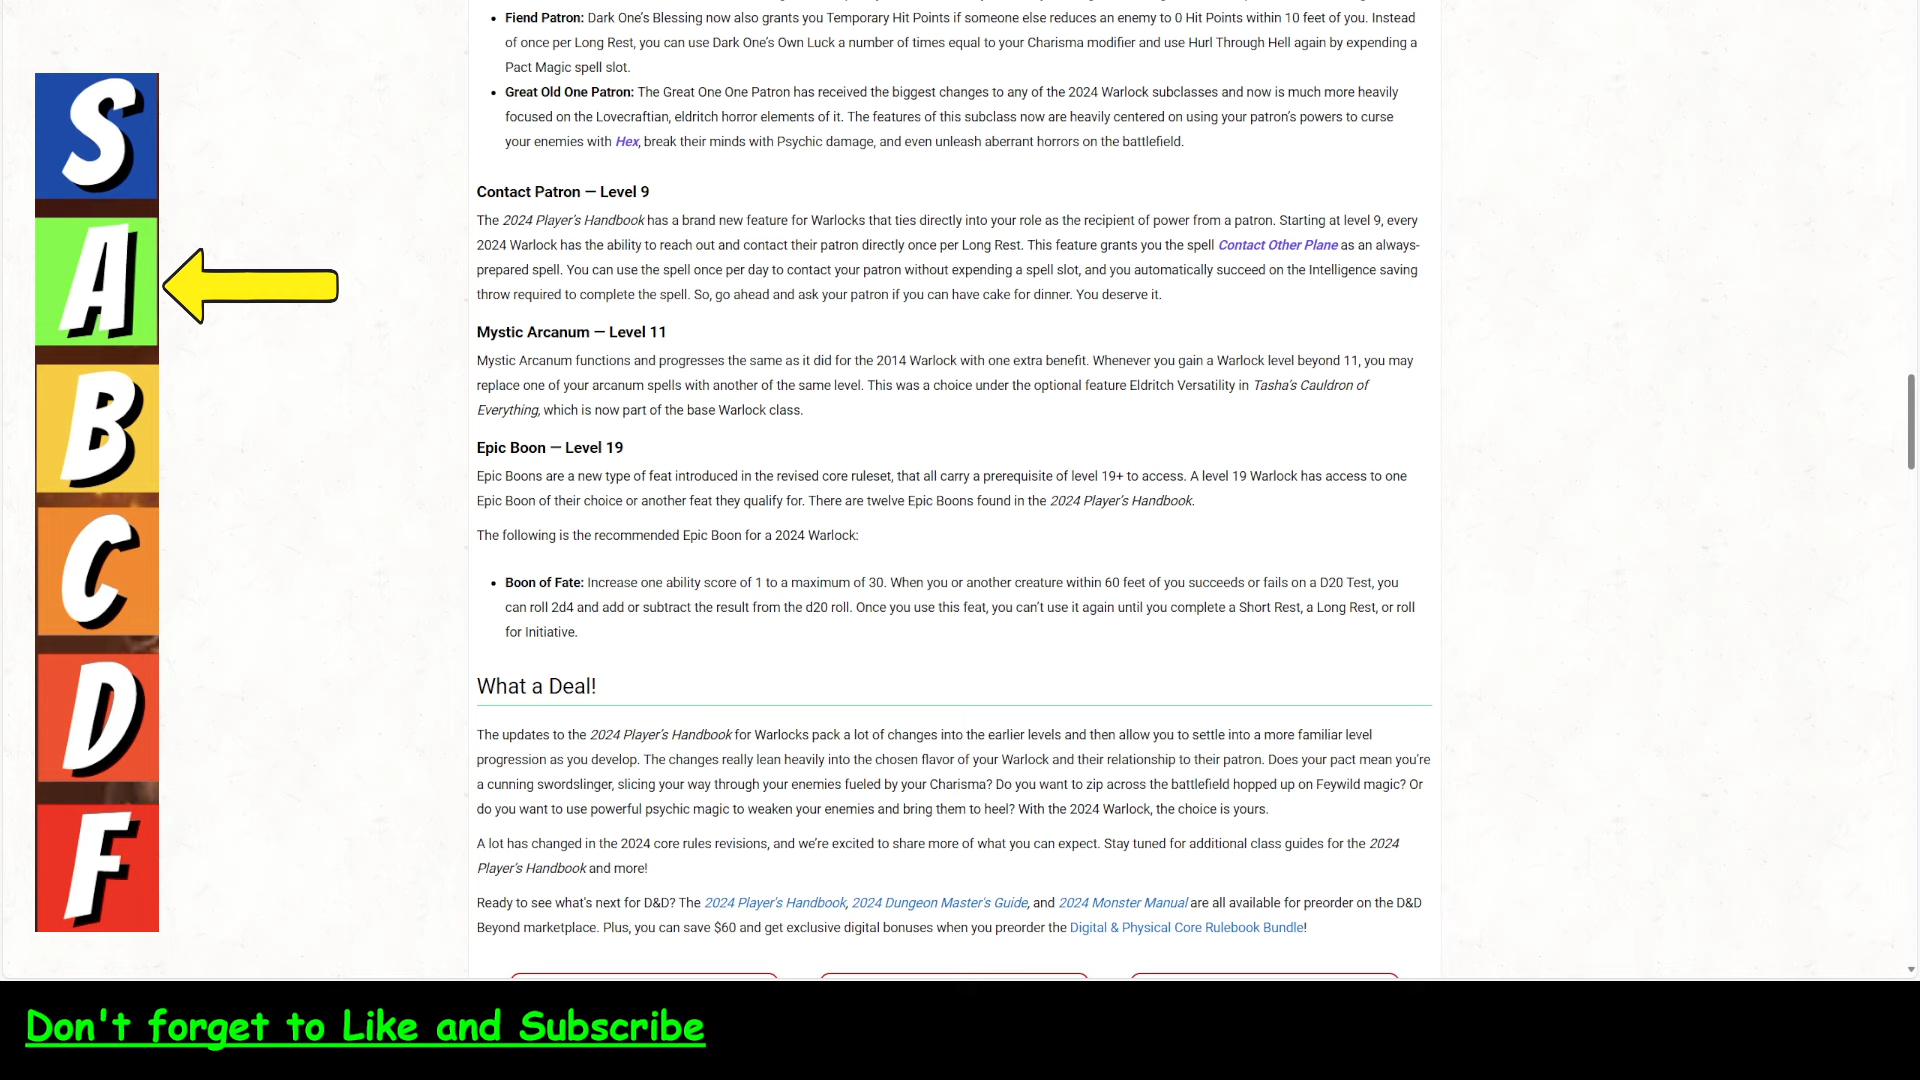 Fiend Patron: Dark One's Blessing now also grants you Temporary Hit Points if someone else reduces an enemy to 0 Hit Points within 10 feet of you. Instead
of once per Long Rest, you can use Dark One's Own Luck a number of times equal to your Charisma modifier and use Hurl Through Hell again by expending a
Pact Magic spell slot.
Great Old One Patron: The Great One One Patron has received the biggest changes to any of the 2024 Warlock subclasses and now is much more heavily
focused on the Lovecraftian, eldritch horror elements of it. The features of this subclass now are heavily centered on using your patron's powers to curse
your enemies with Hex, break their minds with Psychic damage, and even unleash aberrant horrors on the battlefield.
Contact Patron — Level 9
The 2024 Player's Handbook has a brand new feature for Warlocks that ties directly into your role as the recipient of power from a patron. Starting at level 9, every
2024 Warlock has the ability to reach out and contact their patron directly once per Long Rest. This feature grants you the spell Contact Other Plane as an always-
prepared spell. You can use the spell once per day to contact your patron without expending a spell slot, and you automatically succeed on the Intelligence saving
throw required to complete the spell. So, go ahead and ask your patron if you can have cake for dinner. You deserve it.
Mystic Arcanum — Level 11
Mystic Arcanum functions and progresses the same as it did for the 2014 Warlock with one extra benefit. Whenever you gain a Warlock level beyond 11, you may
replace one of your arcanum spells with another of the same level. This was a choice under the optional feature Eldritch Versatility in Tasha's Cauldron of
Everything, which is now part of the base Warlock class.
Epic Boon — Level 19
Epic Boons are a new type of feat introduced in the revised core ruleset, that all carry a prerequisite of level 19+ to access. A level 19 Warlock has access to one
Epic Boon of their choice or another feat they qualify for. There are twelve Epic Boons found in the 2024 Player's Handbook.
The following is the recommended Epic Boon for a 2024 Warlock:
Boon of Fate: Increase one ability score of 1 to a maximum of 30. When you or another creature within 60 feet of you succeeds or fails on a D20 Test, you
can roll 2d4 and add or subtract the result from the d20 roll. Once you use this feat, you can't use it again until you complete a Short Rest, a Long Rest, or roll
for Initiative.
What a Deal!
The updates to the 2024 Player's Handbook for Warlocks pack a lot of changes into the earlier levels and then allow you to settle into a more familiar level
progression as you develop. The changes really lean heavily into the chosen flavor of your Warlock and their relationship to their patron. Does your pact mean you're
a cunning swordslinger, slicing your way through your enemies fueled by your Charisma? Do you want to zip across the battlefield hopped up on Feywild magic? Or
do you want to use powerful psychic magic to weaken your enemies and bring them to heel? With the 2024 Warlock, the choice is yours.
A lot has changed in the 2024 core rules revisions, and we're excited to share more of what you can expect. Stay tuned for additional class guides for the 2024
Player's Handbook and more!
Ready to see what's next for D&D? The 2024 Player's Handbook, 2024 Dungeon Master's Guide, and 2024 Monster Manual are all available for preorder on the D&D
Beyond marketplace. Plus, you can save $60 and get exclusive digital bonuses when you preorder the Digital & Physical Core Rulebook Bundle!
S
A
B
C
D
F
Don't forget to Like and Subscribe